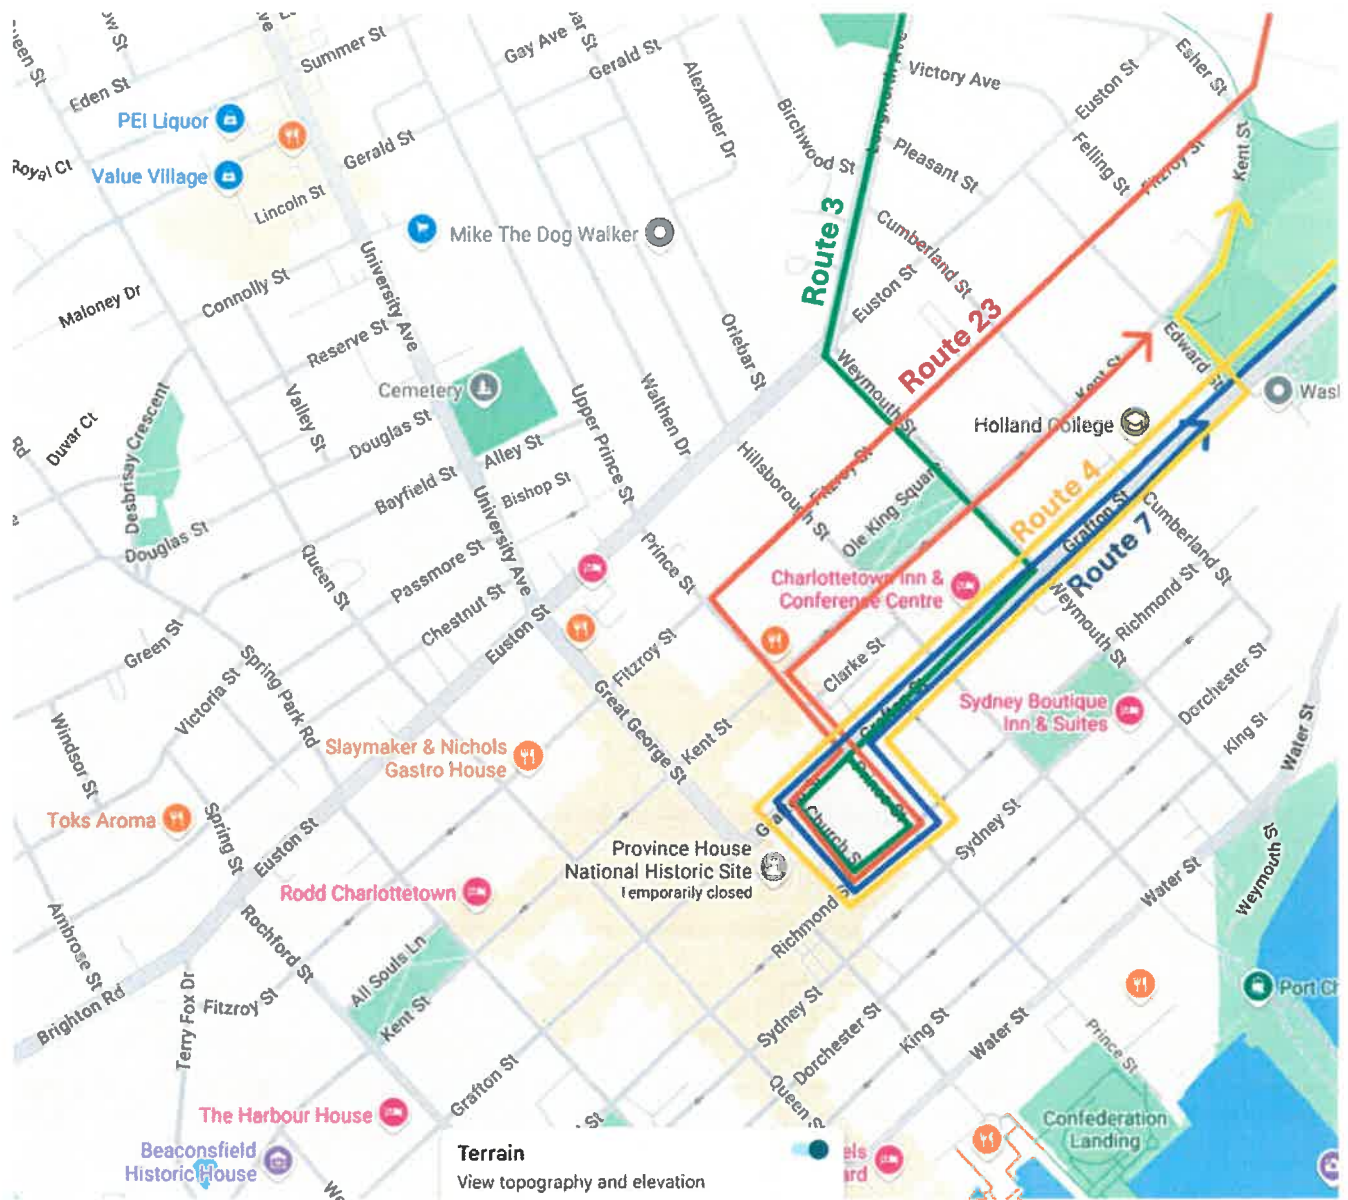 Summer St
Gay Ave
Gerald St
Victory Ave
Esher St
Eden St
Euston St
Alexander Dr
PEI Liquor
Birchwood St
Longworth Ave
Pleasant St
Felling St
Fitzroy St
Kent St
Gerald St
Royal Ct
Value Village
Lincoln St
Mike The Dog Walker
University Ave
Route 3
Cumberland St
Euston St
Connolly St
Maloney Dr
Reserve St
Orlebar St
Route 23
Edward St
Weymouth St
Kent St
Cemetery
Desbrisay Crescent
Duvar Ct
Rd
Valley St
Douglas St
Upper Prince St
Walthen Dr
Holland College
Alley St
Bayfield St
Bishop St
Hillsborough St
Fitzroy St
Ole King Square
Route 4
Grafton St
Cumberland St
Douglas St
University Ave
Prince St
Queen St
Passmore St
Route 7
Charlottetown Inn &
Conference Centre
Chestnut St
Euston St
Weymouth St
Richmond St
Green St
Fitzroy St
Clarke St
Spring Park Rd
Victoria St
Great George St
Kent St
Sydney Boutique
Inn & Suites
Dorchester St
King St
Water St
Windsor St
Slaymaker & Nichols
Gastro House
Toks Aroma
Spring St
Euston St
Church St
Sydney St
Province House
National Historic Site
Temporarily closed
Rodd Charlottetown
Richmond
Water St
Weymouth St
Ambrose St
Rochford St
All Souls Ln
Kent St
Brighton Rd
Terry Fox Dr
Fitzroy St
Port Ch
Sydney St
Dorchester St
King St
Water St
Prince St
Grafton St
Queen St
The Harbour House
Confederation
Landing
Beaconsfield
Historic House
Terrain
View topography and elevation
els
ard